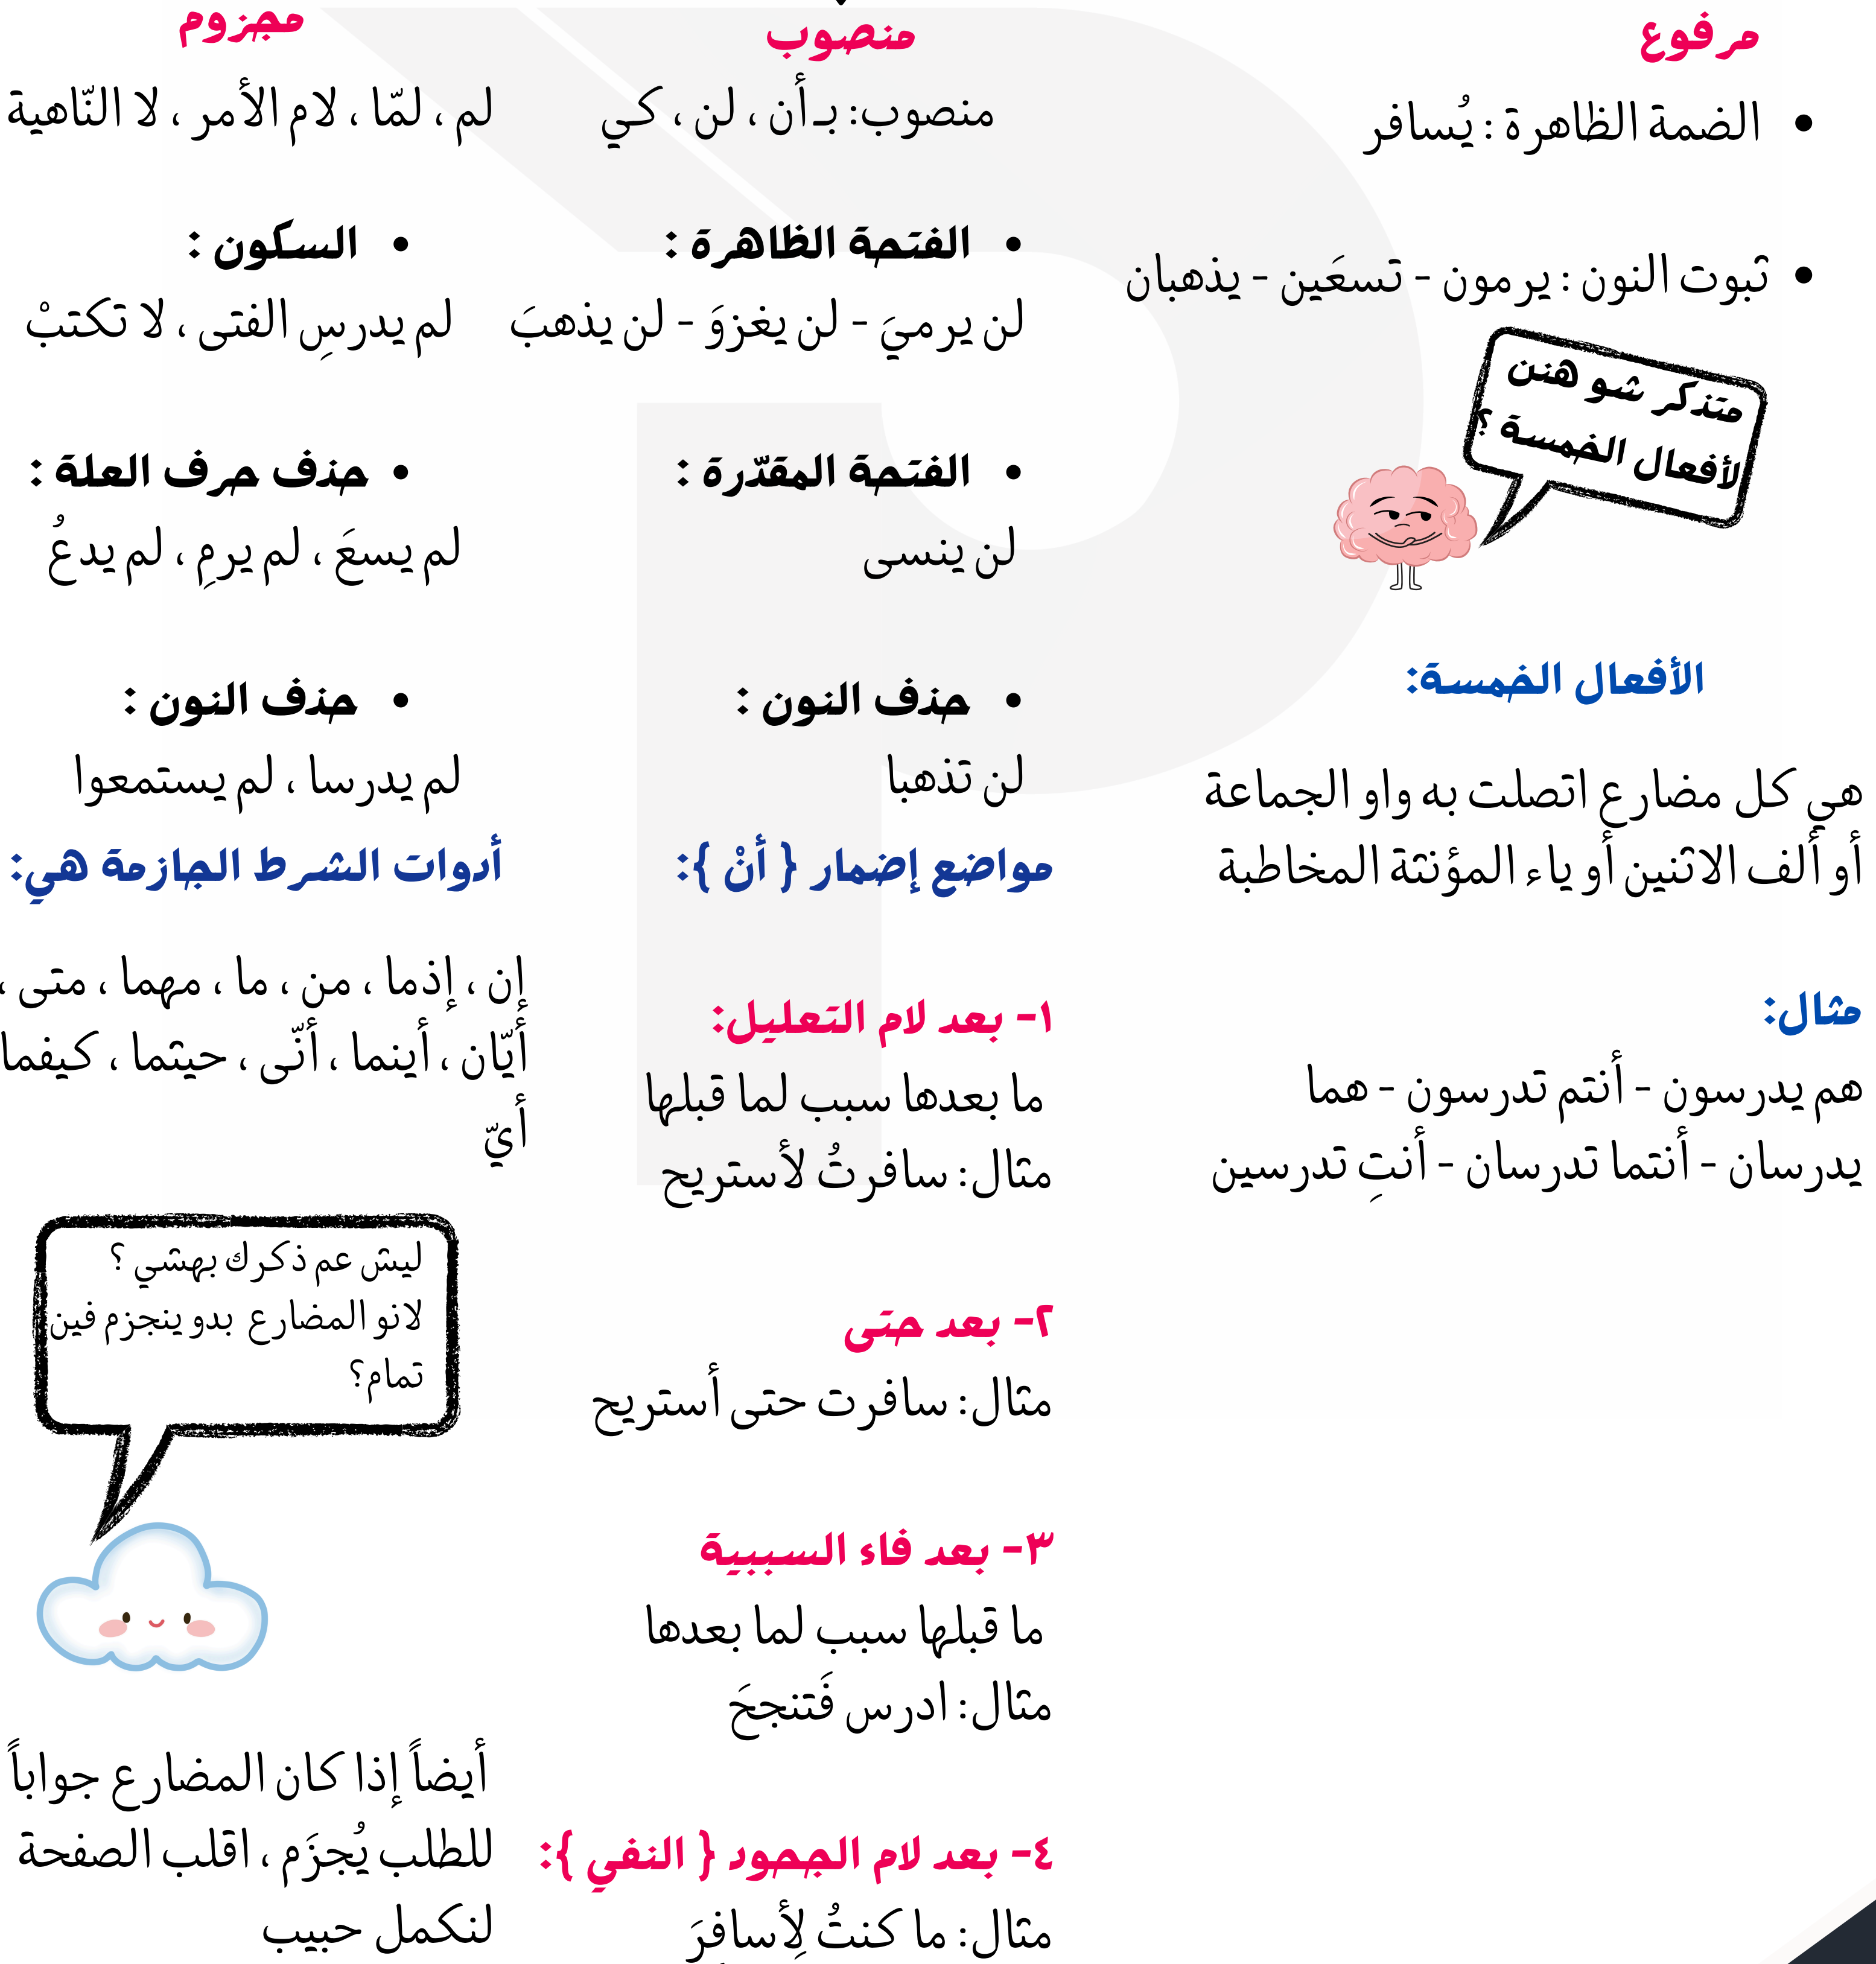 مرفوع
الضمة الظاهرة : يُسافر
ثبوت النون : يرمون - تسعَين - يذهبان
متذكر شو هنن
لأفعال الخمسة ؟
الأفعال الخمسة:
هي كل مضارع اتصلت به واو الجماعة
أو ألف الاثنين أو ياء المؤنثة المخاطبة
مثال:
هم يدرسون - أنتم تدرسون - هما
يدرسان - أنتما تدرسان - أنتِ تدرسين
منصوب
منصوب: بـأن ، لن ، كي
الفتحة الظاهرة :
لن يرميَ - لن يغزوَ - لن يذهبَ
الفتحة المقدّرة :
لن ينسى
حذف النون :
لن تذهبا
مواضع إضمار { أنْ }:
١- بعد لام التعليل:
ما بعدها سبب لما قبلها
مثال: سافرتُ لأستريح
٢- بعد حتى
مثال: سافرت حتى أستريح
٣- بعد فاء السببية
ما قبلها سبب لما بعدها
مثال: ادرس فَتنجحَ
٤- بعد لام الجحود { النفي }:
مثال: ما كنتُ لِأسافِرَ
مجزوم
لم ، لمّا ، لام الأمر ، لا النّاهية
السكون :
لم يدرسِ الفتى ، لا تكتبْ
حذف حرف العلة :
لم يسعَ ، لم يرمِ ، لم يدعُ
حذف النون :
لم يدرسا ، لم يستمعوا
أدوات الشرط الجازمة هي:
إن ، إذما ، من ، ما ، مهما ، متى ،
أيّان ، أينما ، أنّى ، حيثما ، كيفما
أيّ
ليش عم ذكرك بهشي ؟
لانو المضارع بدو ينجزم فين
تمام؟
أيضاً إذا كان المضارع جواباً
للطلب يُجزَم ، اقلب الصفحة
لنكمل حبيب